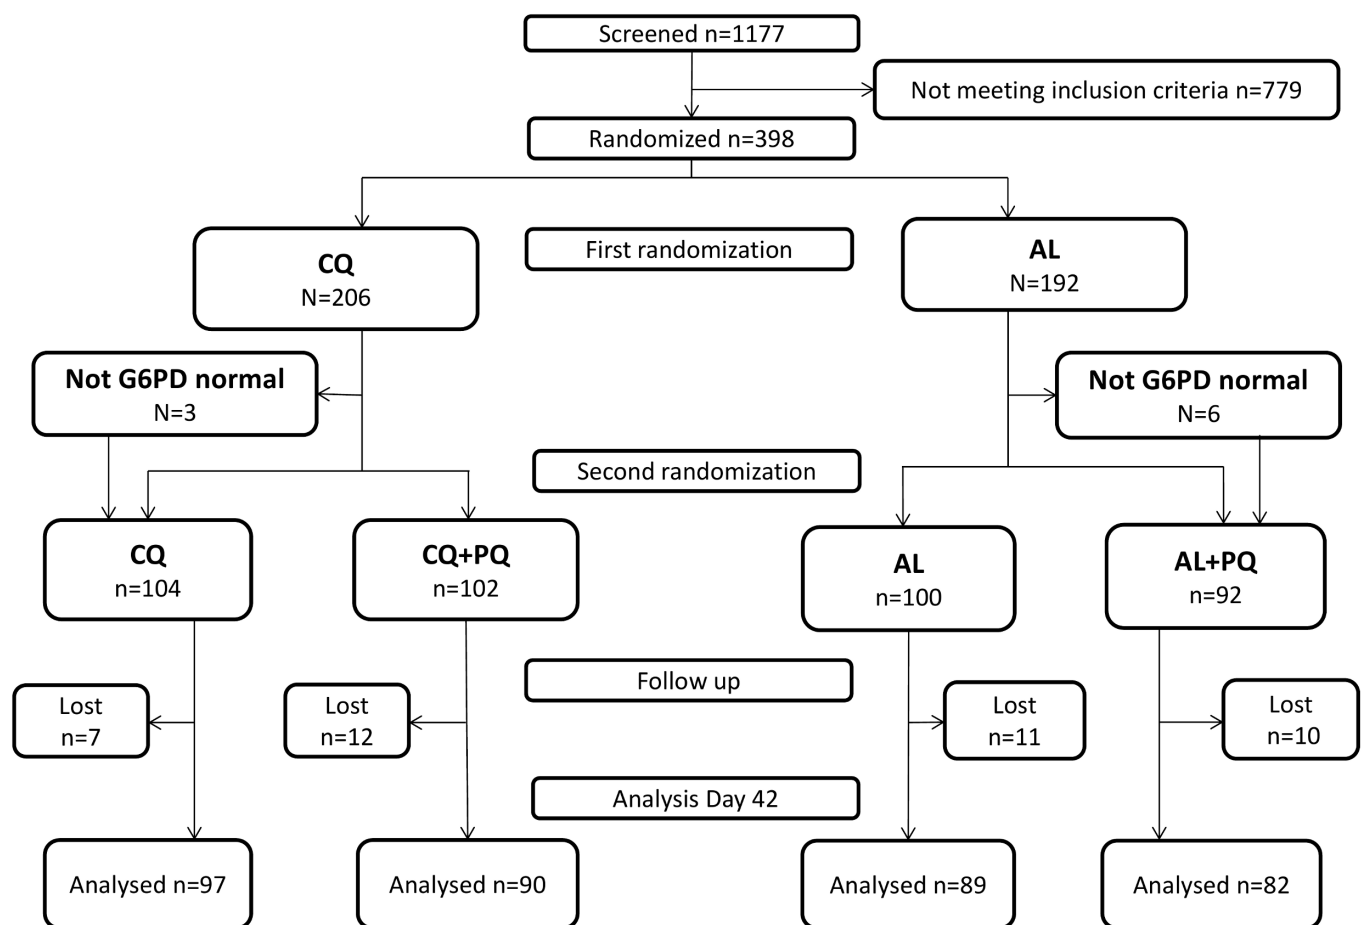 Screened n=1177
Not meeting inclusion criteria n=779
Randomized n=398
First randomization
CQ
N=206
AL
N=192
Not G6PD normal
N=3
Not G6PD normal
N=6
Second randomization
CQ
n=104
CQ+PQ
n=102
AL
n=100
AL+PQ
n=92
Follow up
Lost
n=7
Lost
n=12
Lost
n=11
Lost
n=10
Analysis Day 42
Analysed n=97
Analysed n=90
Analysed n=89
Analysed n=82